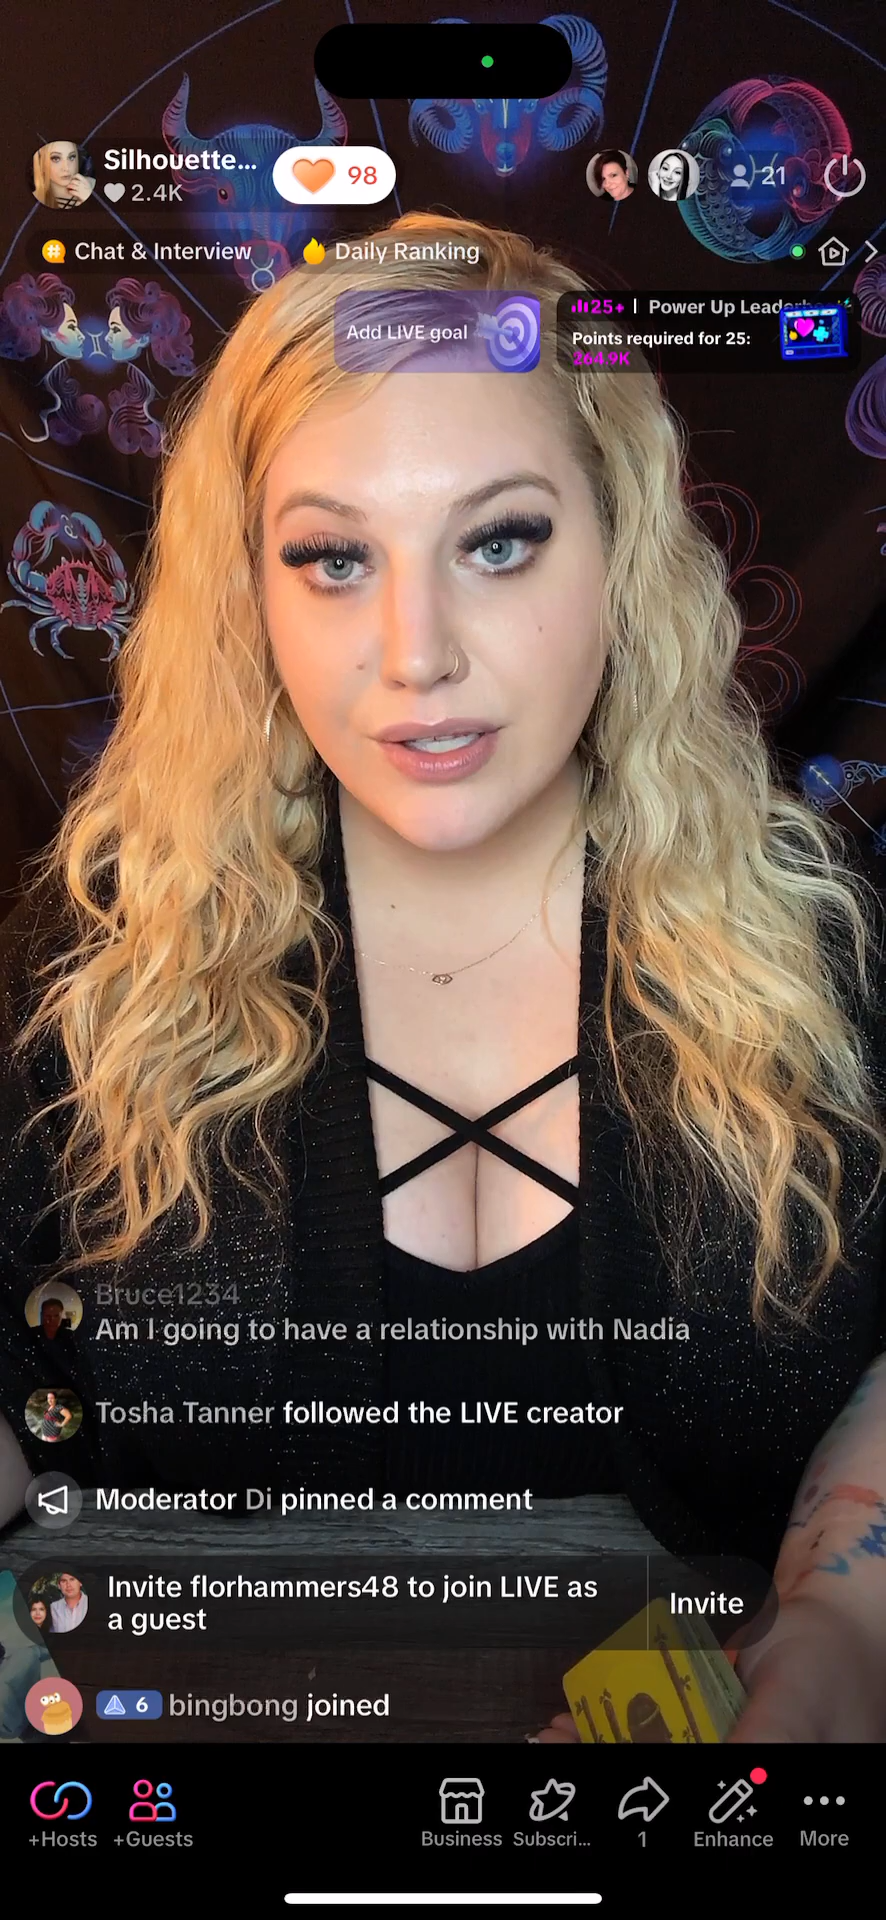 Silhouette...
98
2.4K
21
Chat & Interview
Daily Ranking
Add LIVE goal
25+ | Power Up Leaderboa
Points required for 25:
264.9K
Bruce1234
Am I going to have a relationship with Nadia
Tosha Tanner followed the LIVE creator
Moderator Di pinned a comment
Invite florhammers48 to join LIVE as
a guest
Invite
6 bingbong joined
+Hosts
+Guests
Business
Subscri...
1
Enhance
More